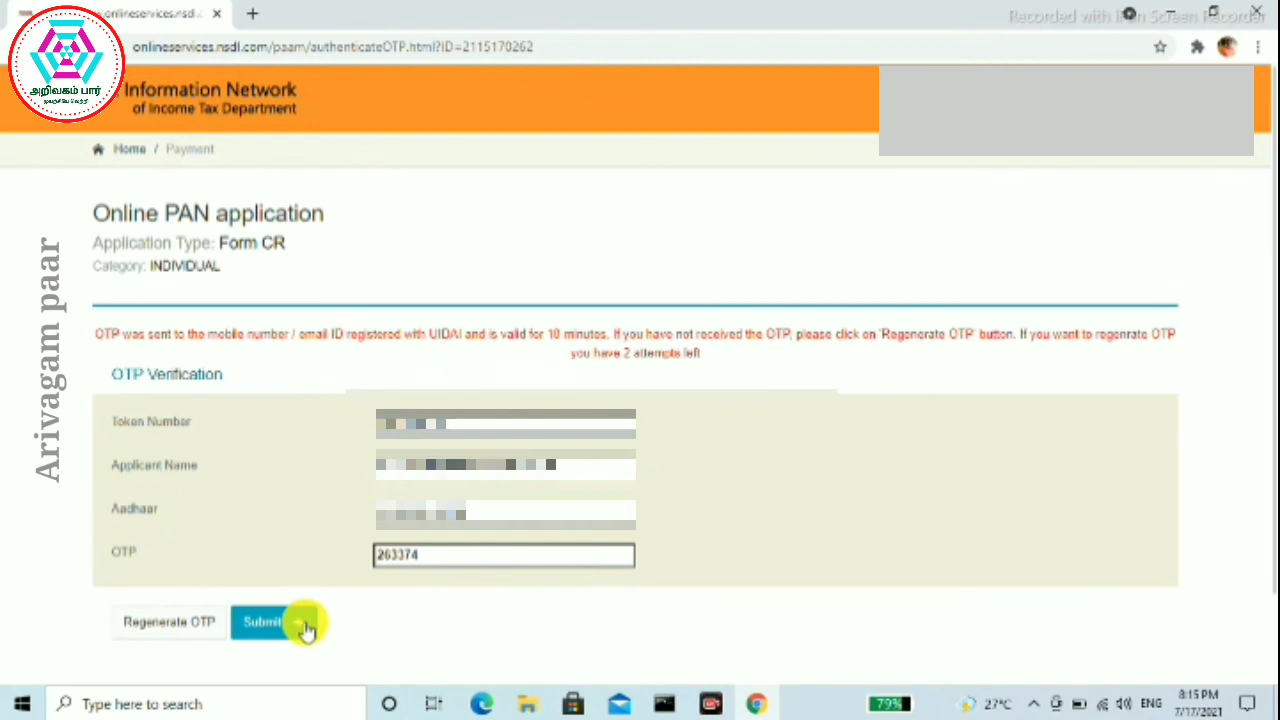 onlineservices.nsdl.
Recorded with iTop Screen Recorder
onlineservices.nsdl.com/paam/authenticateOTP.html?ID=2115170262
அறிவகம் பார்
முயற்சியே வெற்றி
Information Network
of Income Tax Department
Home / Payment
Online PAN application
Application Type: Form CR
Category: INDIVIDUAL
OTP was sent to the mobile number / email ID registered with UIDAI and is valid for 10 minutes. If you have not received the OTP, please click on 'Regenerate OTP' button. If you want to regenrate OTP
you have 2 attempts left
OTP Verification
Token Number
Applicant Name
Aadhaar
OTP 263374
Regenerate OTP Submit
Arivagam paar
Type here to search
79% 27°C ENG 8:15 PM
7/17/2021